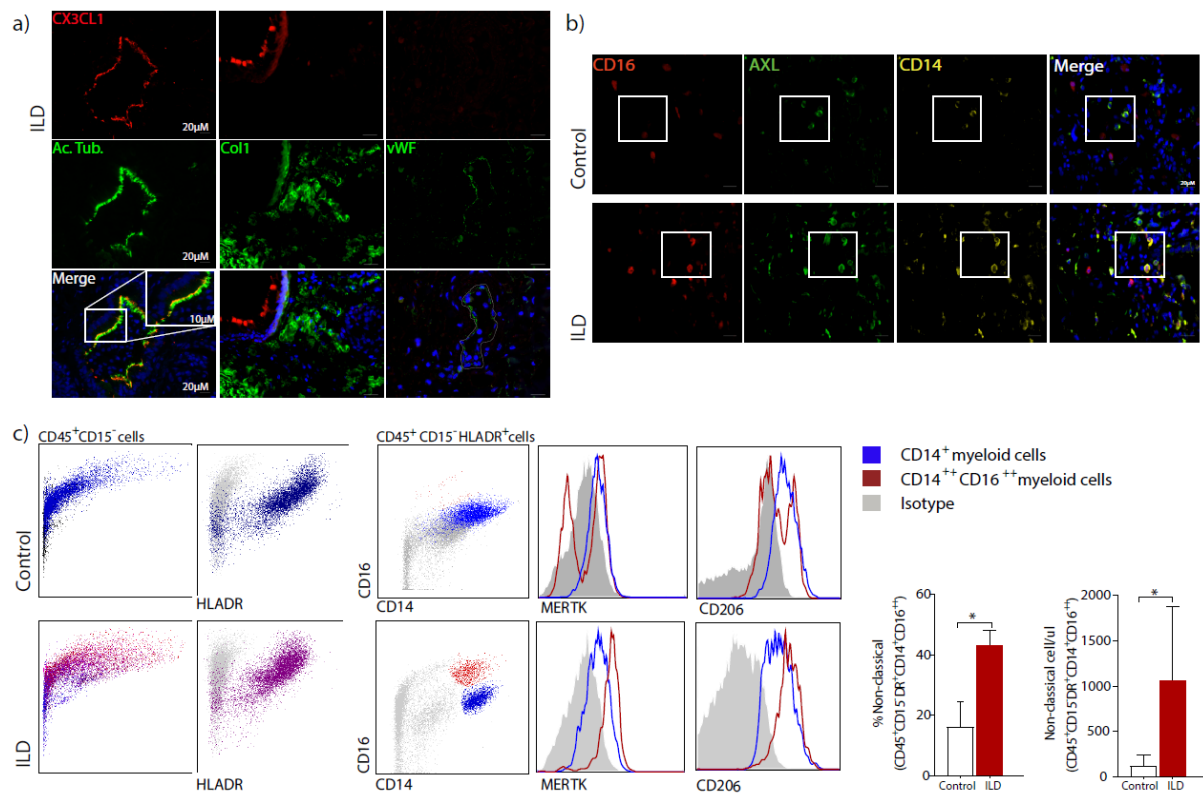 a)
CX3CL1
ILD
20µM
Ac. Tub.
Col1
vWF
20µM
Merge
10µM
20µM
b)
CD16
AXL
CD14
Merge
Control
20µM
ILD
c)
CD45+CD15- cells
CD45+ CD15-HLADR+cells
Control
HLADR
CD16
CD14
MERTK
CD206
ILD
HLADR
CD16
CD14
MERTK
CD206
CD14+ myeloid cells
CD14++CD16++myeloid cells
Isotype
% Non-classical
(CD45+CD15-DR+CD14+CD16++)
60
40
20
0
*
Control
ILD
Non-classical cell/ul
(CD45+CD15-DR+CD14+CD16++)
2000
1500
1000
500
0
*
Control
ILD